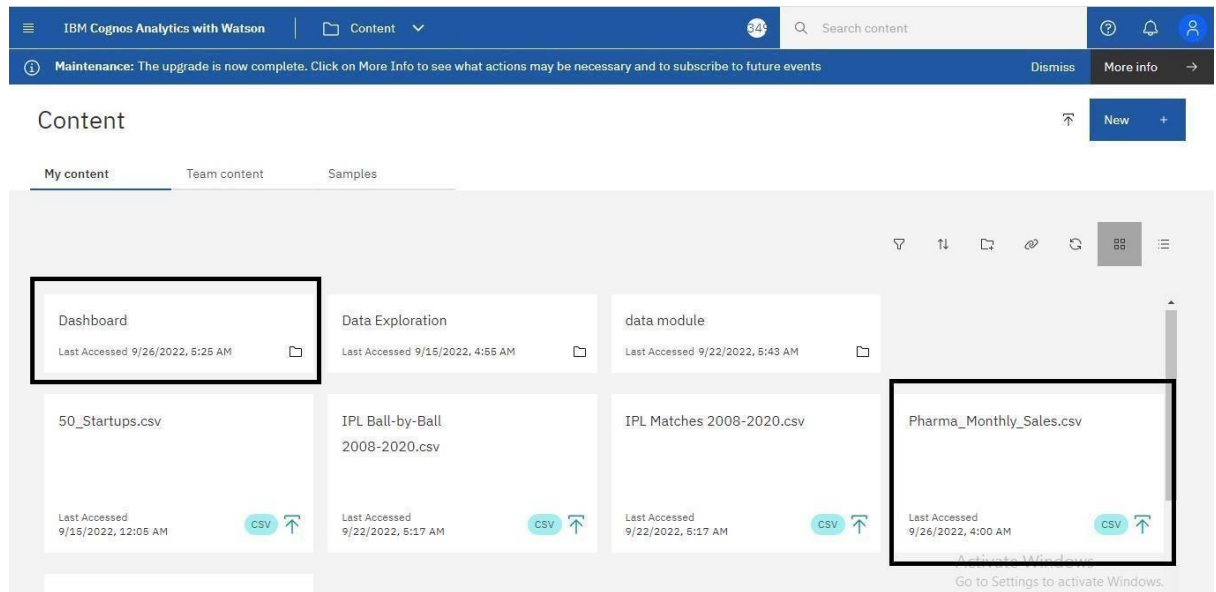 IBM Cognos Analytics with Watson
Content
349
Search content
Maintenance: The upgrade is now complete. Click on More Info to see what actions may be necessary and to subscribe to future events
Dismiss
More info
Content
New +
My content
Team content
Samples
Dashboard
Last Accessed 9/26/2022, 5:25 AM
Data Exploration
Last Accessed 9/15/2022, 4:55 AM
data module
Last Accessed 9/22/2022, 5:43 AM
50_Startups.csv
Last Accessed
9/15/2022, 12:05 AM
CSV
IPL Ball-by-Ball
2008-2020.csv
Last Accessed
9/22/2022, 5:17 AM
CSV
IPL Matches 2008-2020.csv
Last Accessed
9/22/2022, 5:17 AM
CSV
Pharma_Monthly_Sales.csv
Last Accessed
9/26/2022, 4:00 AM
CSV
Activate Windows
Go to Settings to activate Windows.